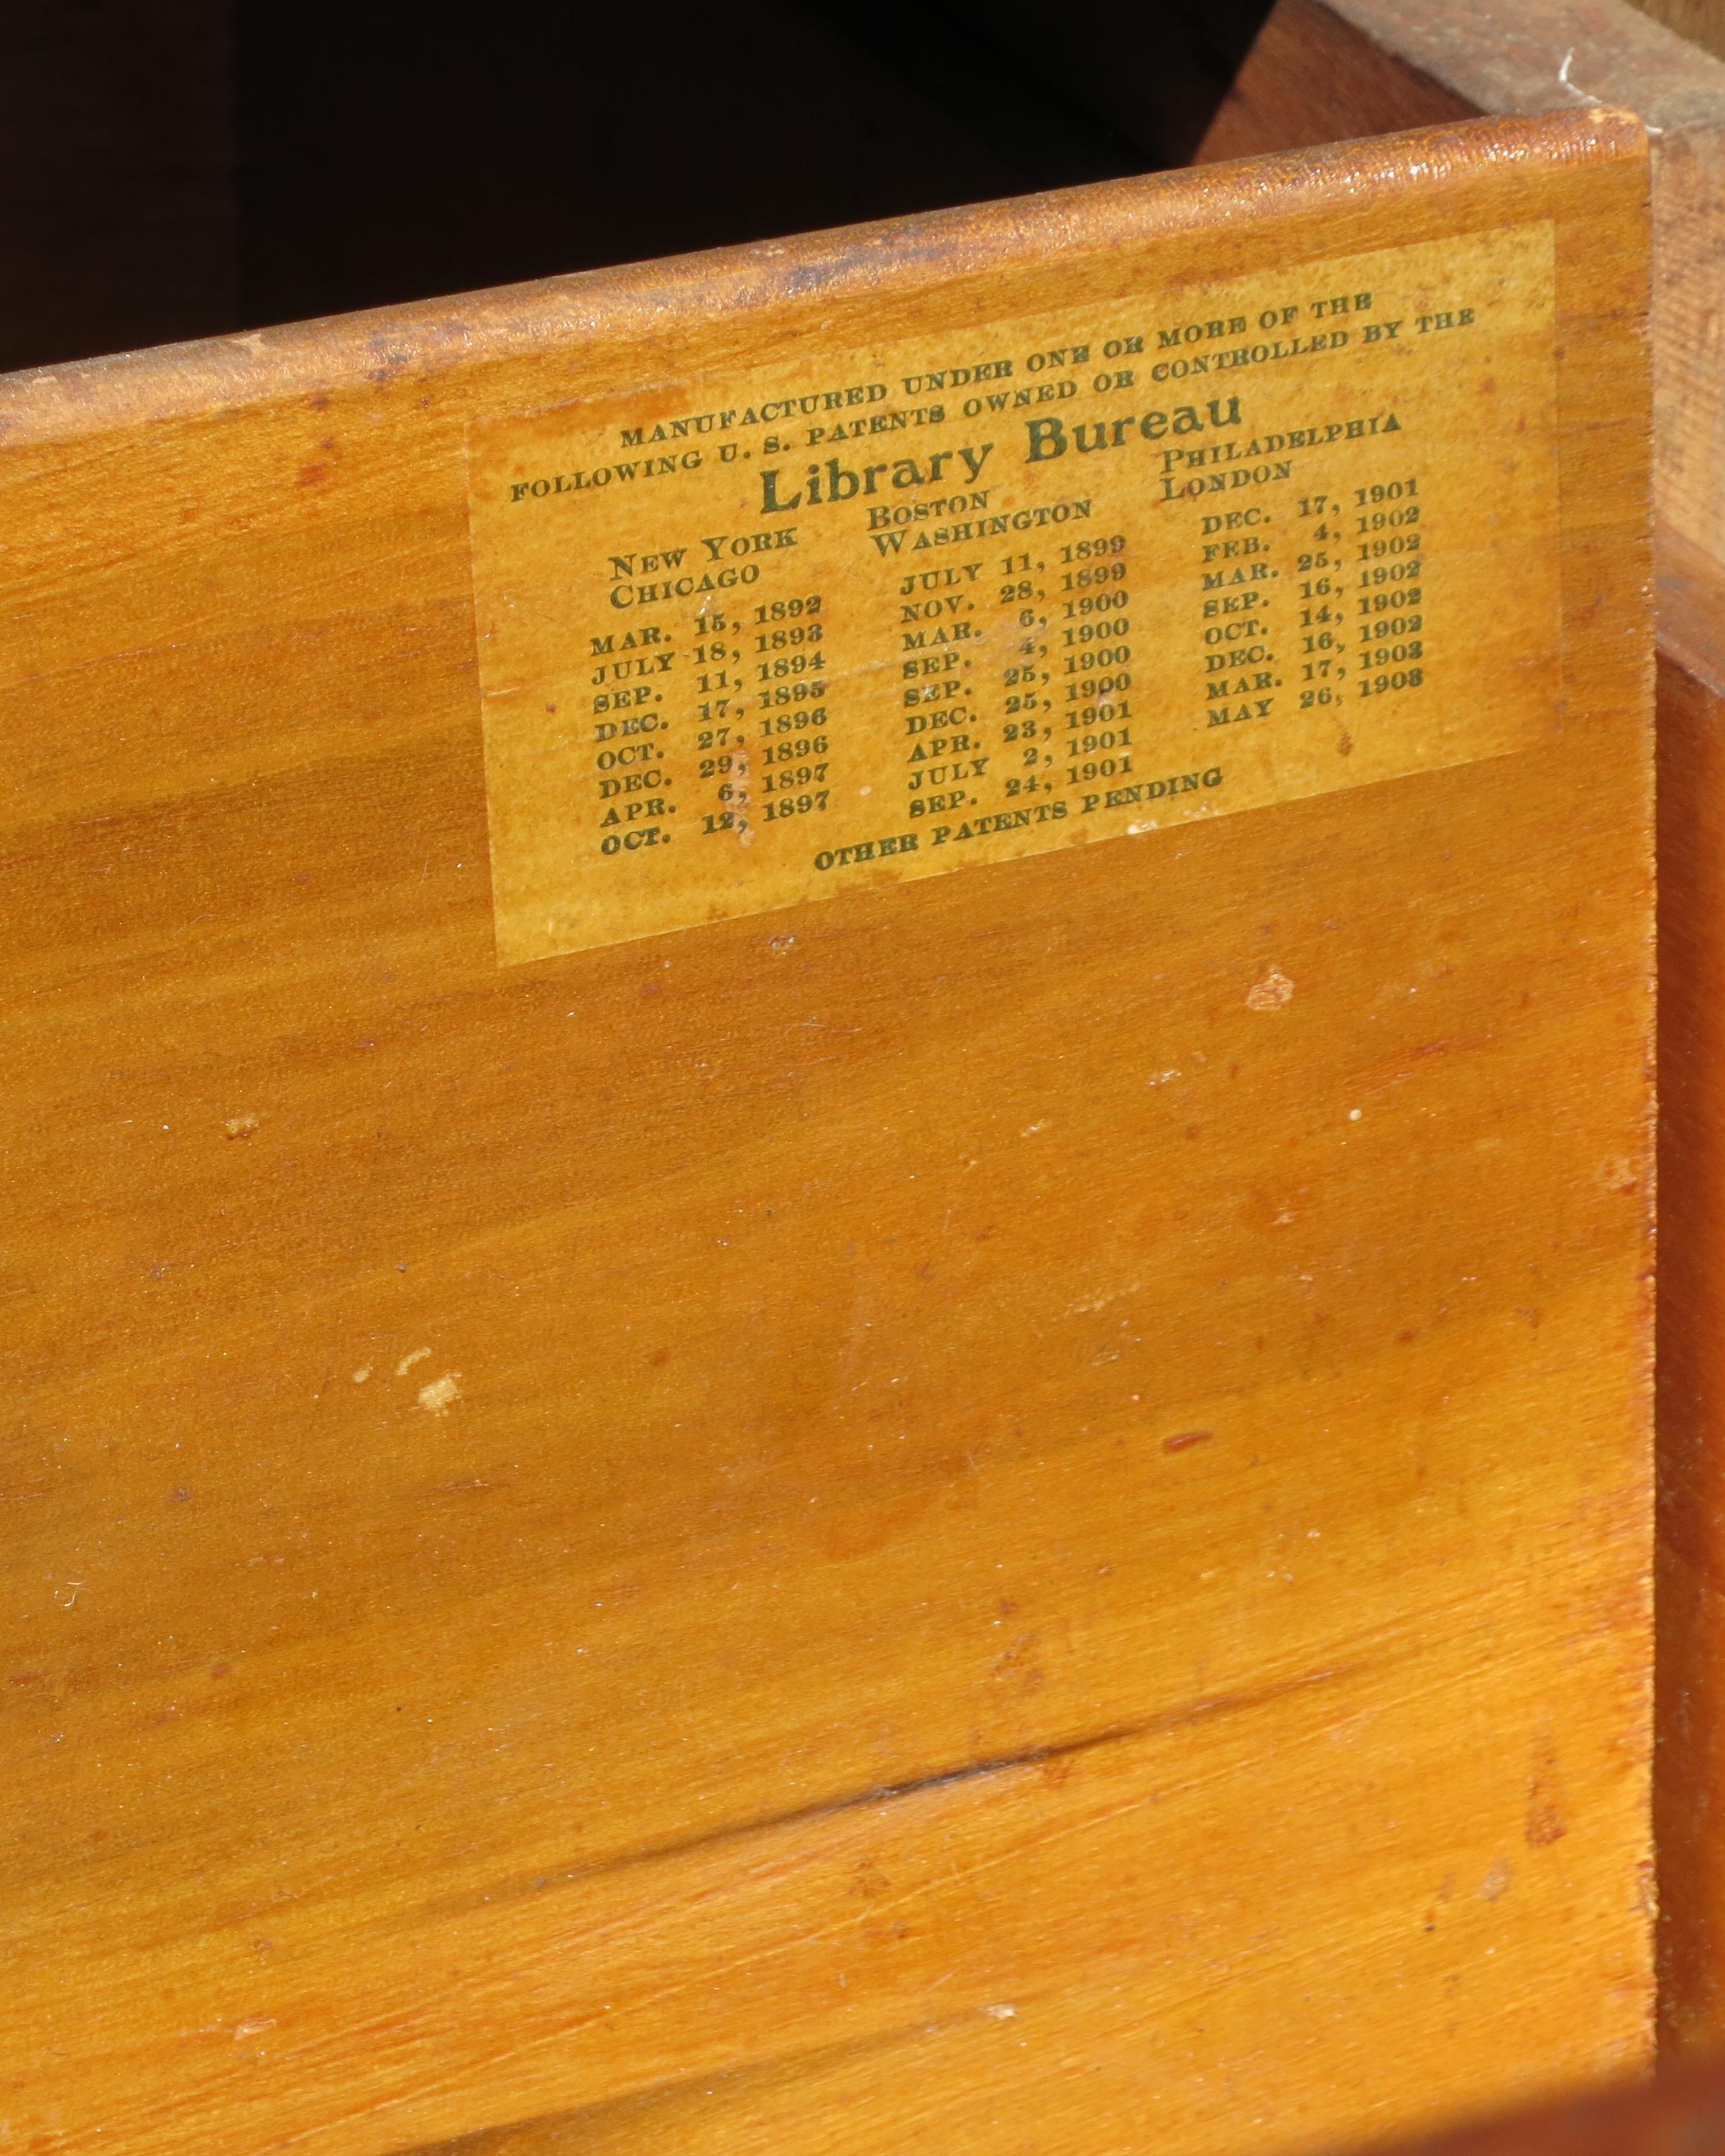 MANUFACTURED UNDER ONE OR MORE OF THE
FOLLOWING U. S. PATENTS OWNED OR CONTROLLED BY THE
Library Bureau
NEW YORK BOSTON PHILADELPHIA
CHICAGO WASHINGTON LONDON
MAR. 15, 1892
JULY 18, 1893
SEP. 11, 1894
DEC. 17, 1895
OCT. 27, 1896
DEC. 29, 1896
APR. 6, 1897
OCT. 12, 1897
JULY 11, 1899
NOV. 28, 1899
MAR. 6, 1900
SEP. 4, 1900
SEP. 25, 1900
DEC. 25, 1900
APR. 23, 1901
JULY 2, 1901
SEP. 24, 1901
DEC. 17, 1901
FEB. 4, 1902
MAR. 25, 1902
SEP. 16, 1902
OCT. 14, 1902
DEC. 16, 1902
MAR. 17, 1903
MAY 26, 1903
OTHER PATENTS PENDING